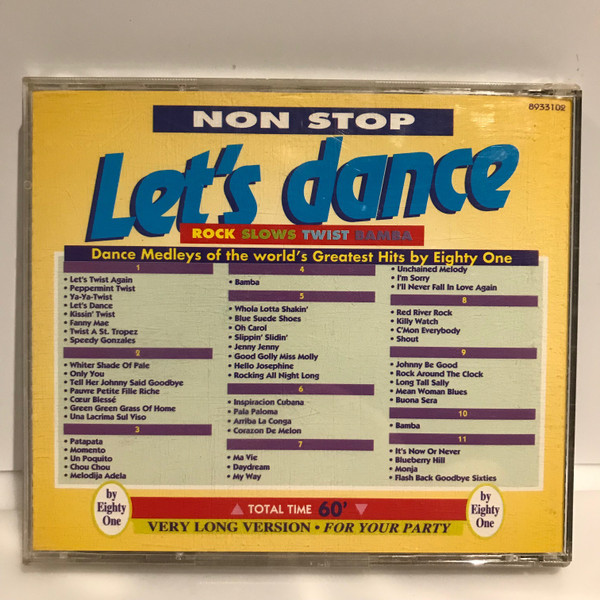 8933102
NON STOP
Let's dance
ROCK SLOWS TWIST BAMBA
Dance Medleys of the world's Greatest Hits by Eighty One
1
• Let's Twist Again
• Peppermint Twist
• Ya-Ya-Twist
• Let's Dance
• Kissin' Twist
• Fanny Mae
• Twist A St. Tropez
• Speedy Gonzales
2
• Whiter Shade Of Pale
• Only You
• Tell Her Johnny Said Goodbye
• Pauvre Petite Filie Riche
• Cœur Blessé
• Green Green Grass Of Home
• Una Lacrima Sul Viso
3
• Patapata
• Momento
• Un Poquito
• Chou Chou
• Melodija Adela
4
• Bamba
5
• Whola Lotta Shakin'
• Blue Suede Shoes
• Oh Carol
• Slippin' Slidin'
• Jenny Jenny
• Good Golly Miss Molly
• Hello Josephine
• Rocking All Night Long
6
• Inspiracion Cubana
• Pala Paloma
• Arriba La Conga
• Corazon De Melon
7
• Ma Vie
• Daydream
• My Way
• Unchained Melody
• I'm Sorry
• I'll Never Fall In Love Again
8
• Red River Rock
• Killy Watch
• C'mon Everybody
• Shout
9
• Johnny Be Good
• Rock Around The Clock
• Long Tall Sally
• Mean Woman Blues
• Buona Sera
10
• Bamba
11
• It's Now Or Never
• Blueberry Hill
• Monja
• Flash Back Goodbye Sixties
by
Eighty
One
TOTAL TIME 60'
VERY LONG VERSION • FOR YOUR PARTY
by
Eighty
One